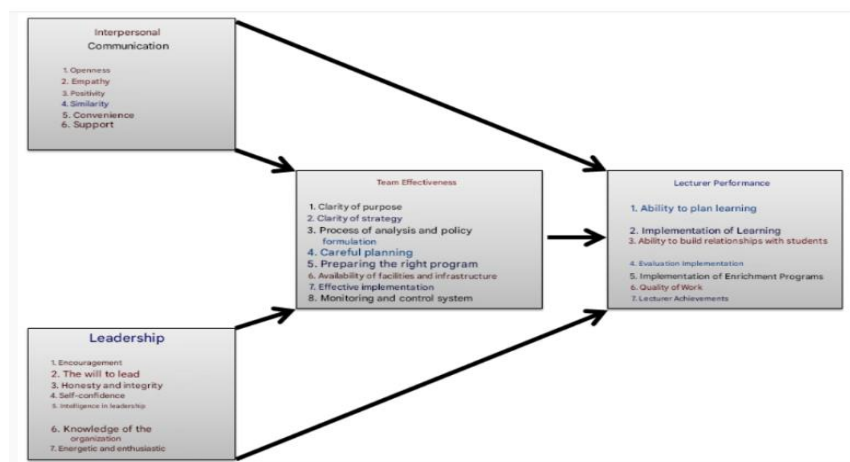 Interpersonal
Communication
1. Openness
2. Empathy
3. Positivity
4. Similarity
5. Convenience
6. Support
Team Effectiveness
1. Clarity of purpose
2. Clarity of strategy
3. Process of analysis and policy
formulation
4. Careful planning
5. Preparing the right program
6. Availability of facilities and infrastructure
7. Effective implementation
8. Monitoring and control system
Lecturer Performance
1. Ability to plan learning
2. Implementation of Learning
3. Ability to build relationships with students
4. Evaluation Implementation
5. Implementation of Enrichment Programs
6. Quality of Work
7. Lecturer Achievements
Leadership
1. Encouragement
2. The will to lead
3. Honesty and integrity
4. Self-confidence
5. Intelligence in leadership
6. Knowledge of the
organization
7. Energetic and enthusiastic